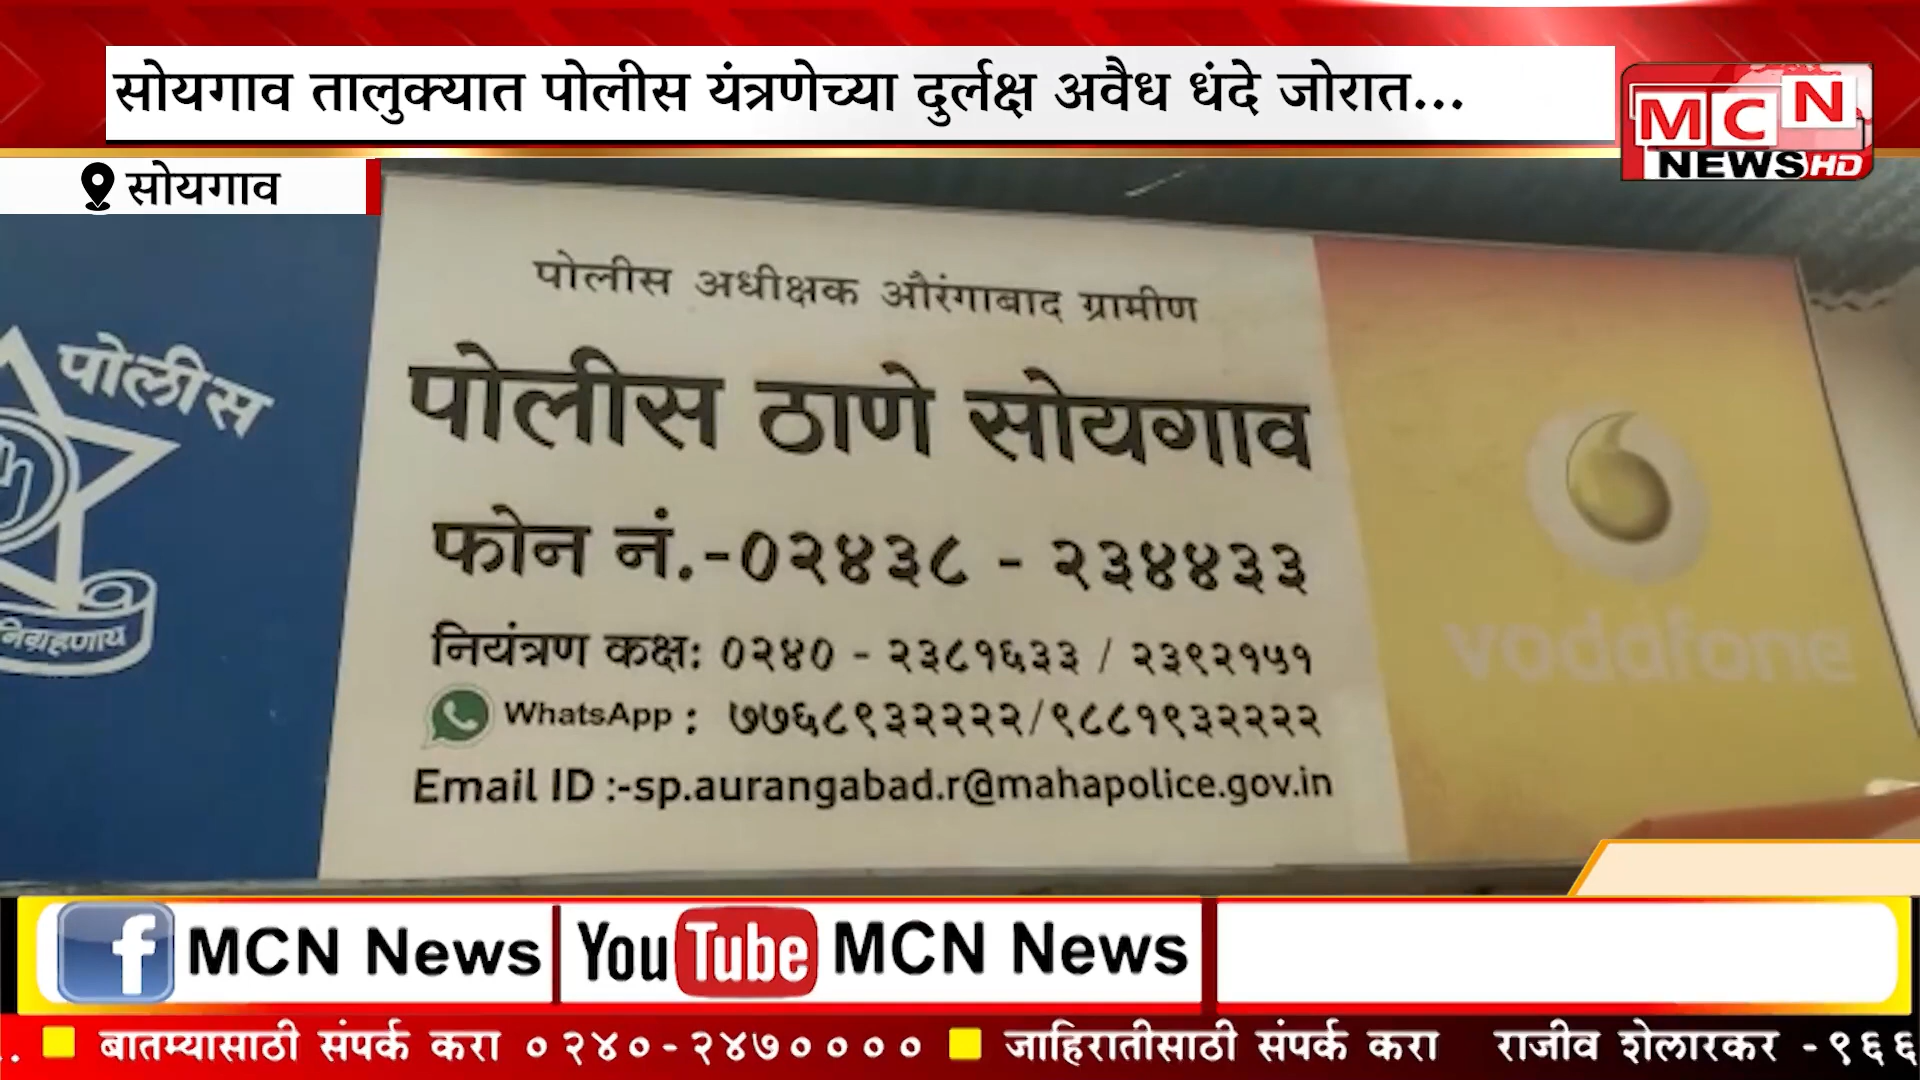 सोयगाव तालुक्यात पोलीस यंत्रणेच्या दुर्लक्ष अवैध धंदे जोरात...
MCN
NEWS HD
सोयगाव
पोलीस अधीक्षक औरंगाबाद ग्रामीण
पोलीस
पोलीस ठाणे सोयगाव
फोन नं.-०२४३८ - २३४४३३
नियंत्रण कक्ष: ०२४० - २३८१६३३ / २३९२१५१
WhatsApp : ७७६८९३२२२२/९८८१९३२२२२
Email ID :-sp.aurangabad.r@mahapolice.gov.in
vodafone
निग्रहणाय
f MCN News YouTube MCN News
बातम्यासाठी संपर्क करा ०२४०-२४७०००० जाहिरातीसाठी संपर्क करा राजीव शेलारकर -९६६